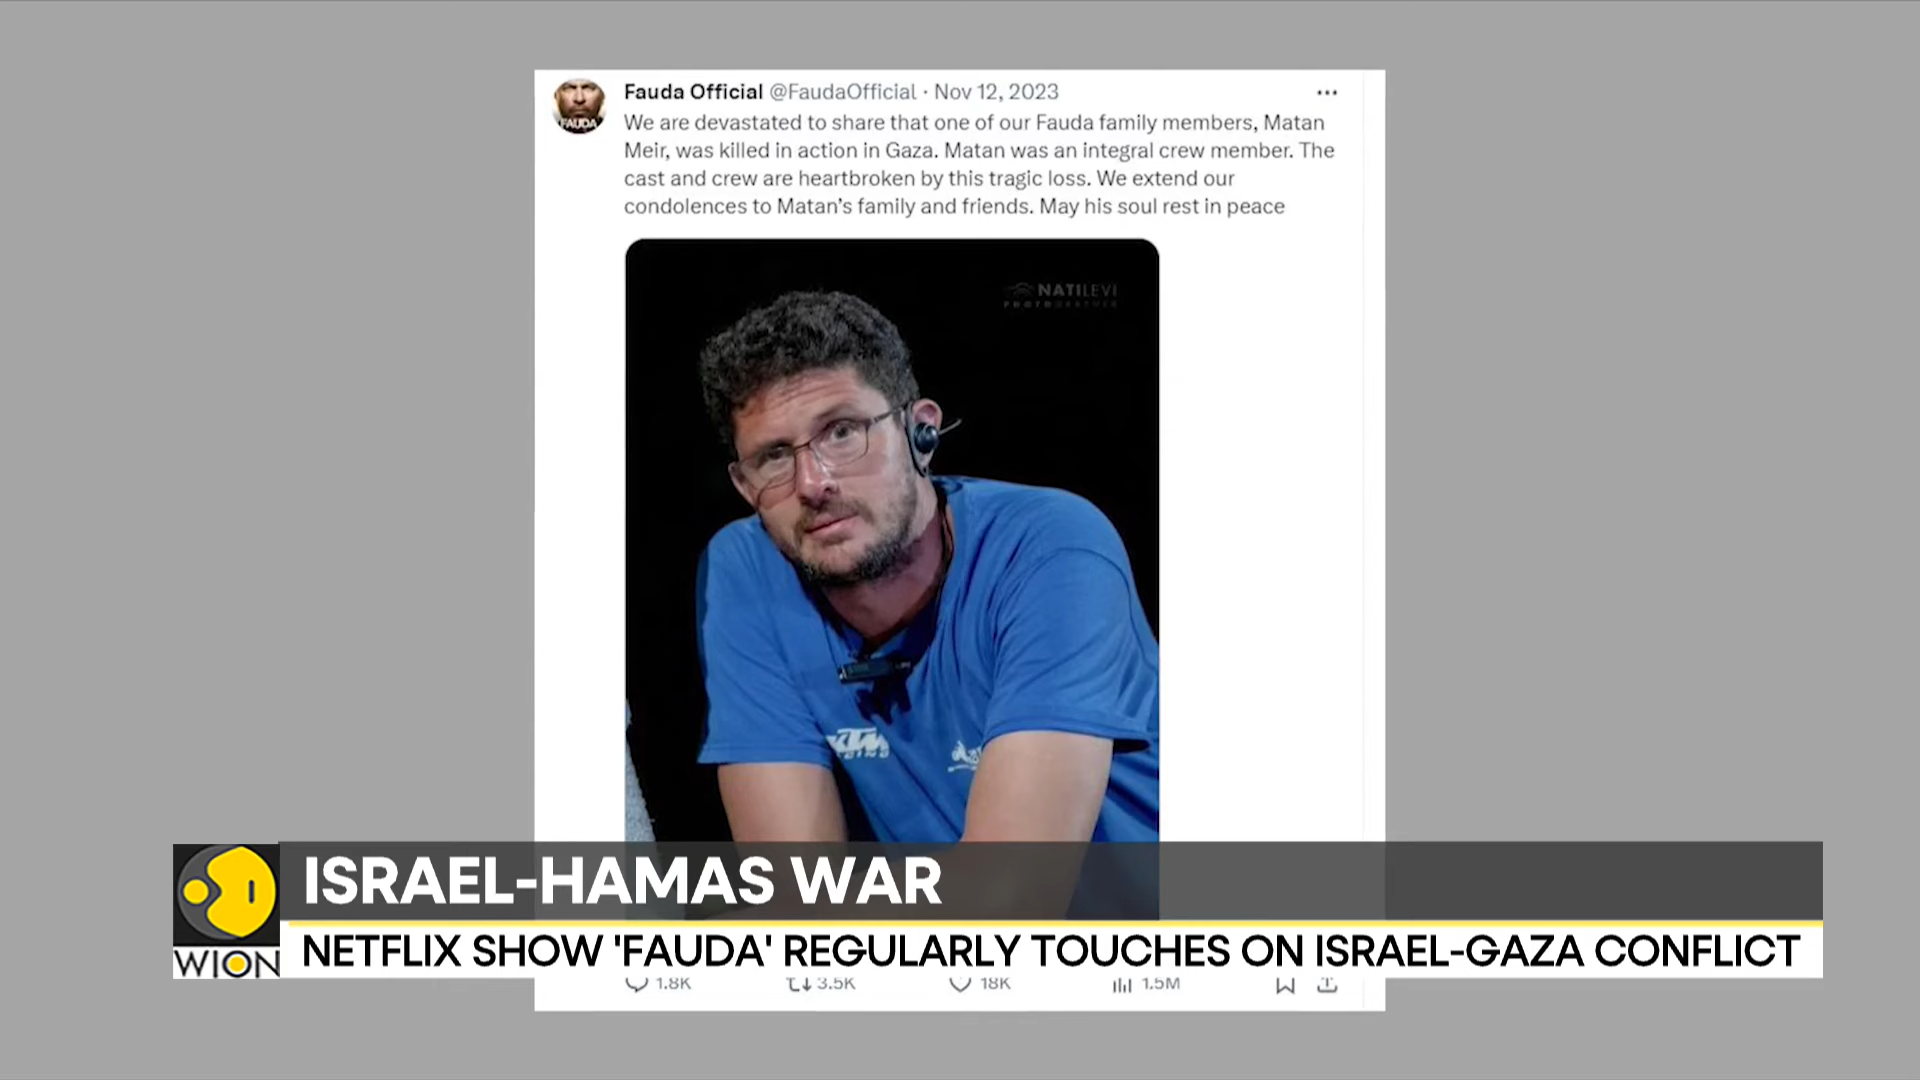 Fauda Official @FaudaOfficial · Nov 12, 2023
We are devastated to share that one of our Fauda family members, Matan
Meir, was killed in action in Gaza. Matan was an integral crew member. The
cast and crew are heartbroken by this tragic loss. We extend our
condolences to Matan's family and friends. May his soul rest in peace
FAUDA
NATILEVI
PHOTOGRAPHER
KTM
RACING
ISRAEL-HAMAS WAR
NETFLIX SHOW 'FAUDA' REGULARLY TOUCHES ON ISRAEL-GAZA CONFLICT
WION
1.8K 3.5K 18K 1.5M